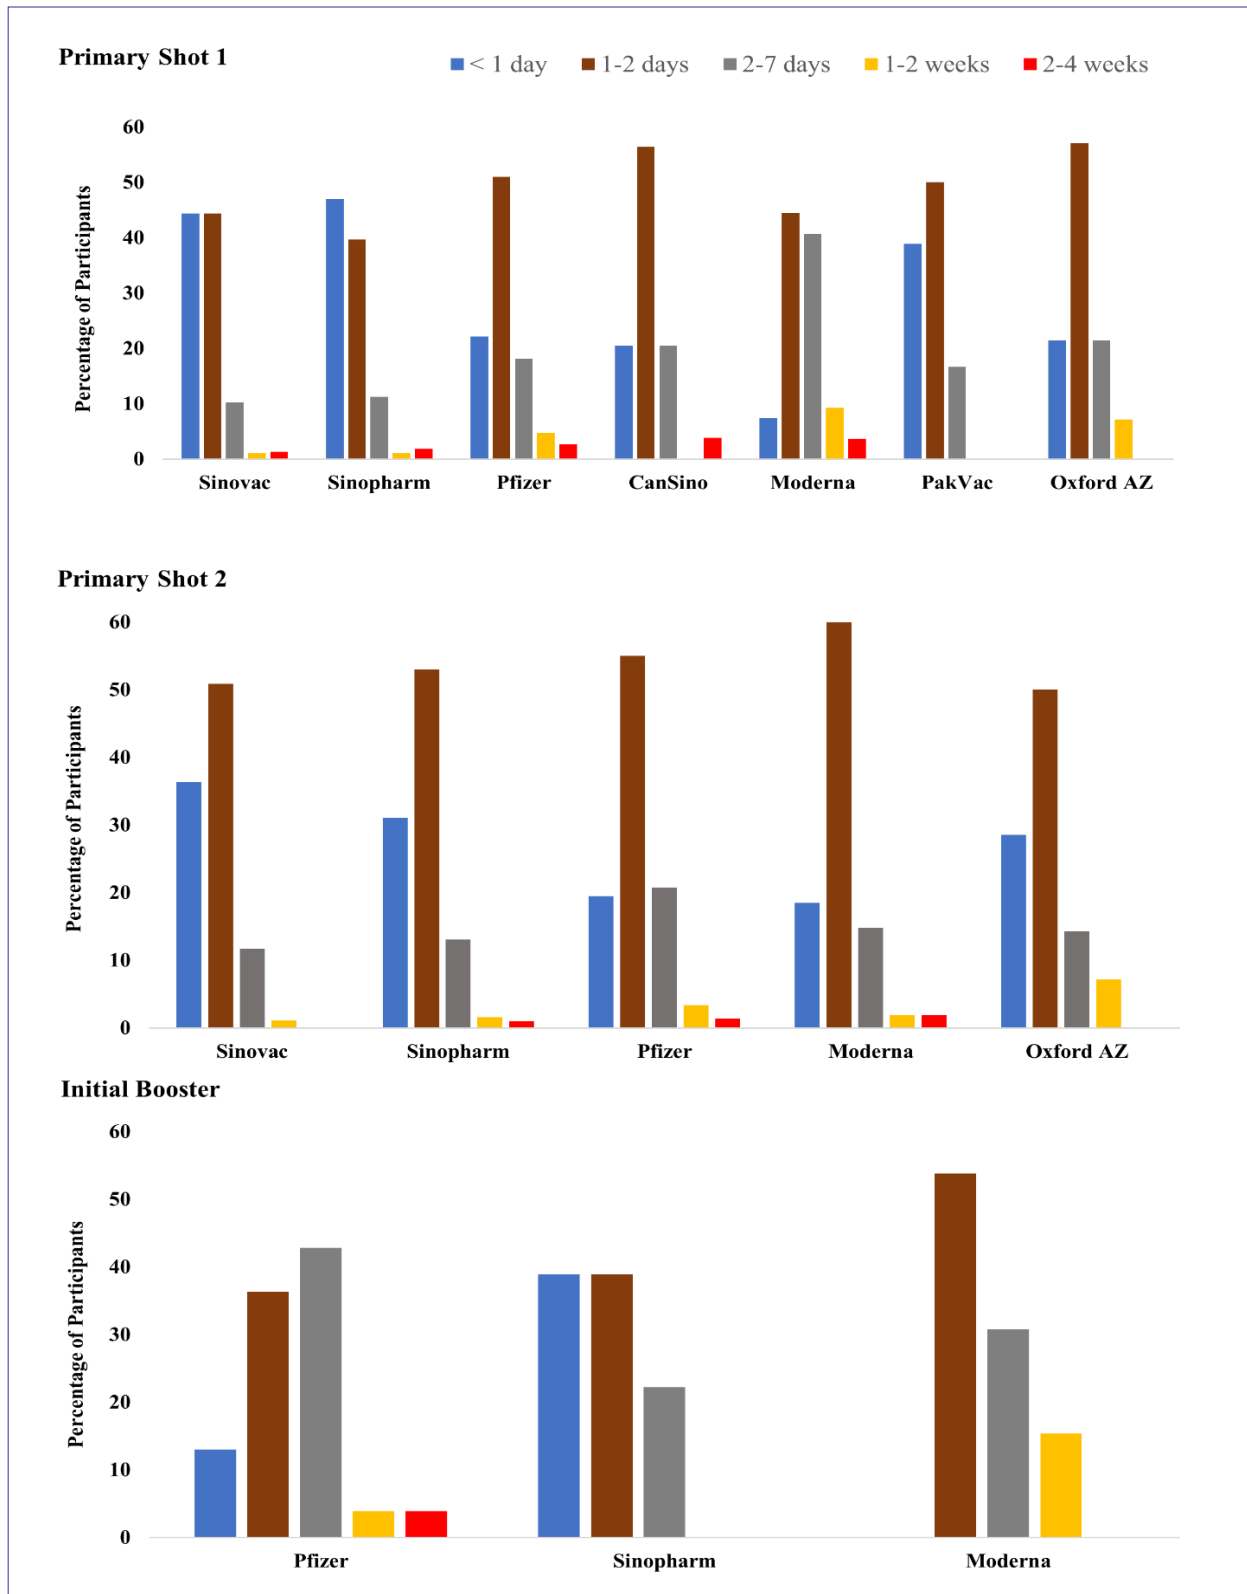 Primary Shot 1
< 1 day 1-2 days 2-7 days 1-2 weeks 2-4 weeks
Percentage of Participants
60
50
40
30
20
10
0
Sinovac Sinopharm Pfizer CanSino Moderna PakVac Oxford AZ
Primary Shot 2
Percentage of Participants
60
50
40
30
20
10
0
Sinovac Sinopharm Pfizer Moderna Oxford AZ
Initial Booster
Percentage of Participants
60
50
40
30
20
10
0
Pfizer Sinopharm Moderna